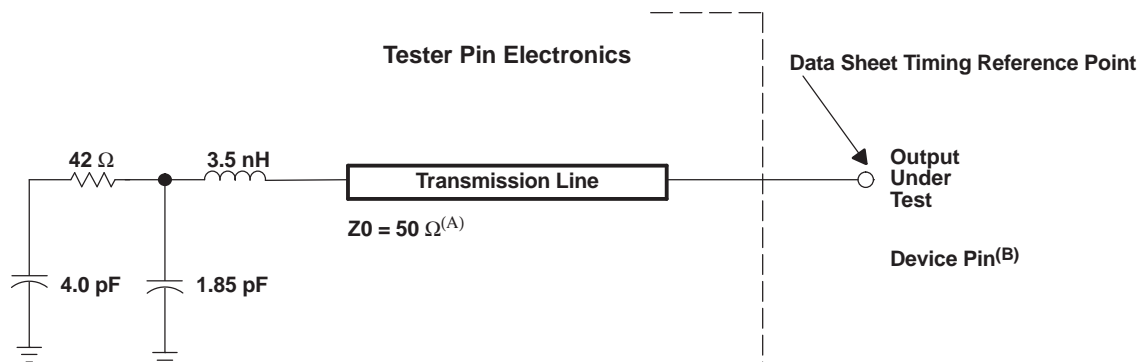 Tester Pin Electronics
Data Sheet Timing Reference Point
42 Ω
3.5 nH
Transmission Line
Output
Under
Test
Z0 = 50 Ω(A)
Device Pin(B)
4.0 pF
1.85 pF